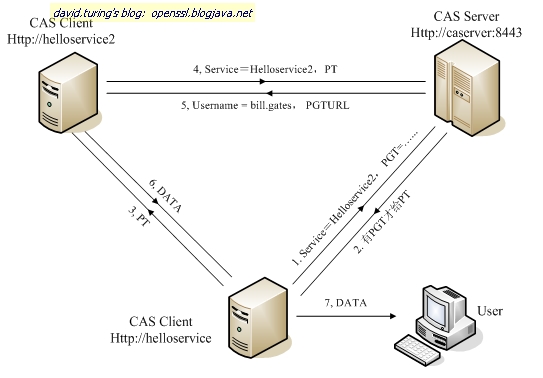 david.turing's blog:  openssl.blogjava.net
CAS Client
Http://helloservice2
CAS Server
Http://caserver:8443
4, Service＝Helloservice2，PT
5, Username = bill.gates， PGTURL
6, DATA
3, PT
1. Service＝Helloservice2，PGT=……
2. 有PGT才给PT
CAS Client
Http://helloservice
7, DATA
User